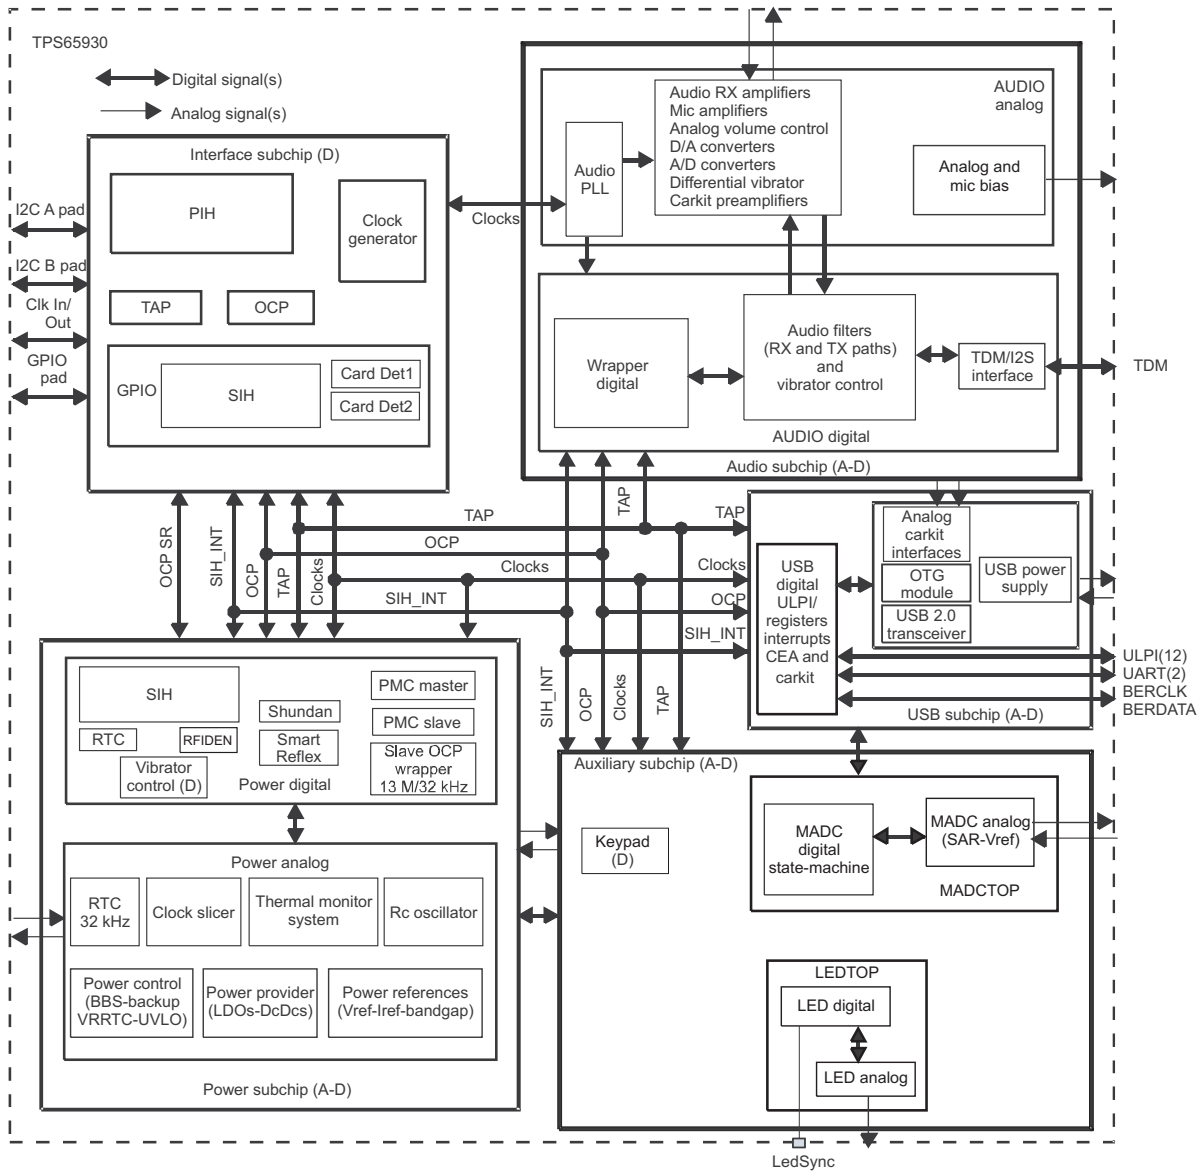 TPS65930
Digital signal(s)
Analog signal(s)
Interface subchip (D)
PIH
Clock
generator
TAP
OCP
GPIO
SIH
Card Det1
Card Det2
I2C A pad
I2C B pad
Clk In/
Out
GPIO
pad
Clocks
AUDIO
analog
Audio
PLL
Audio RX amplifiers
Mic amplifiers
Analog volume control
D/A converters
A/D converters
Differential vibrator
Carkit preamplifiers
Analog and
mic bias
Wrapper
digital
Audio filters
(RX and TX paths)
and
vibrator control
TDM/I2S
interface
TDM
AUDIO digital
Audio subchip (A-D)
OCP SR
SIH_INT
OCP
TAP
Clocks
TAP
OCP
Clocks
SIH_INT
TAP
TAP
Clocks
OCP
SIH_INT
SIH_INT
OCP
Clocks
TAP
USB
digital
ULPI/
registers
interrupts
CEA and
carkit
Analog
carkit
interfaces
OTG
module
USB 2.0
transceiver
USB power
supply
ULPI(12)
UART(2)
BERCLK
BERDATA
USB subchip (A-D)
SIH
RTC
RFIDEN
Vibrator
control (D)
Shundan
Smart
Reflex
PMC master
PMC slave
Slave OCP
wrapper
13 M/32 kHz
Power digital
Power analog
RTC
32 kHz
Clock slicer
Thermal monitor
system
Rc oscillator
Power control
(BBS-backup
VRRTC-UVLO)
Power provider
(LDOs-DcDcs)
Power references
(Vref-Iref-bandgap)
Power subchip (A-D)
Auxiliary subchip (A-D)
Keypad
(D)
MADC
digital
state-machine
MADC analog
(SAR-Vref)
MADCTOP
LEDTOP
LED digital
LED analog
LedSync